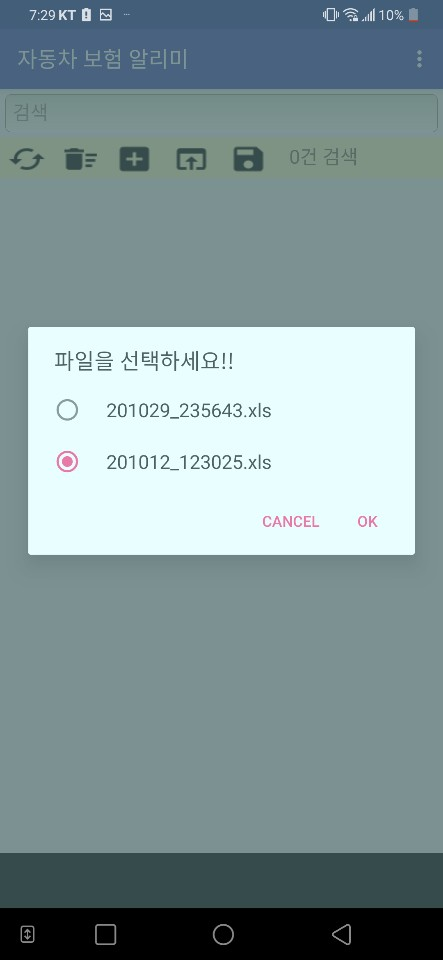 7:29 KT 10%
자동차 보험 알리미
검색
0건 검색
파일을 선택하세요!!
201029_235643.xls
201012_123025.xls
CANCEL OK